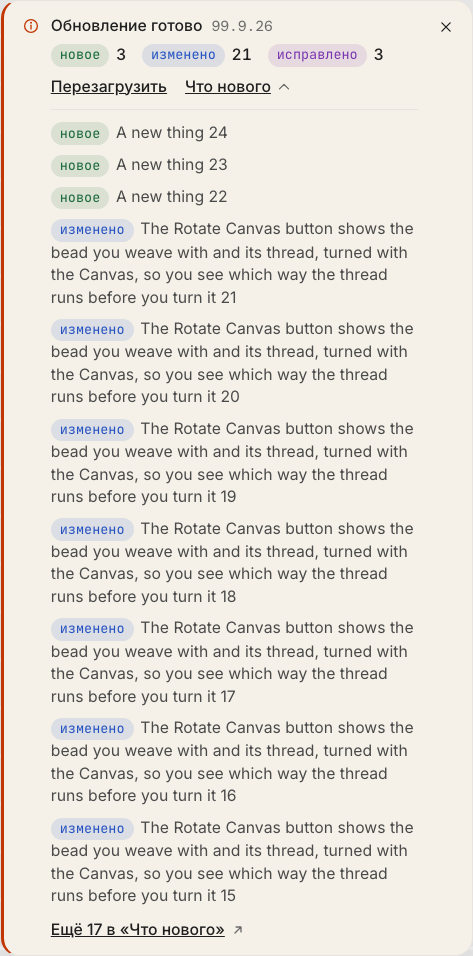 Обновление готово 99.9.26
новое 3 изменено 21 исправлено 3
Перезагрузить Что нового
новое A new thing 24
новое A new thing 23
новое A new thing 22
изменено The Rotate Canvas button shows the
bead you weave with and its thread, turned with
the Canvas, so you see which way the thread
runs before you turn it 21
изменено The Rotate Canvas button shows the
bead you weave with and its thread, turned with
the Canvas, so you see which way the thread
runs before you turn it 20
изменено The Rotate Canvas button shows the
bead you weave with and its thread, turned with
the Canvas, so you see which way the thread
runs before you turn it 19
изменено The Rotate Canvas button shows the
bead you weave with and its thread, turned with
the Canvas, so you see which way the thread
runs before you turn it 18
изменено The Rotate Canvas button shows the
bead you weave with and its thread, turned with
the Canvas, so you see which way the thread
runs before you turn it 17
изменено The Rotate Canvas button shows the
bead you weave with and its thread, turned with
the Canvas, so you see which way the thread
runs before you turn it 16
изменено The Rotate Canvas button shows the
bead you weave with and its thread, turned with
the Canvas, so you see which way the thread
runs before you turn it 15
Ещё 17 в «Что нового» ↗